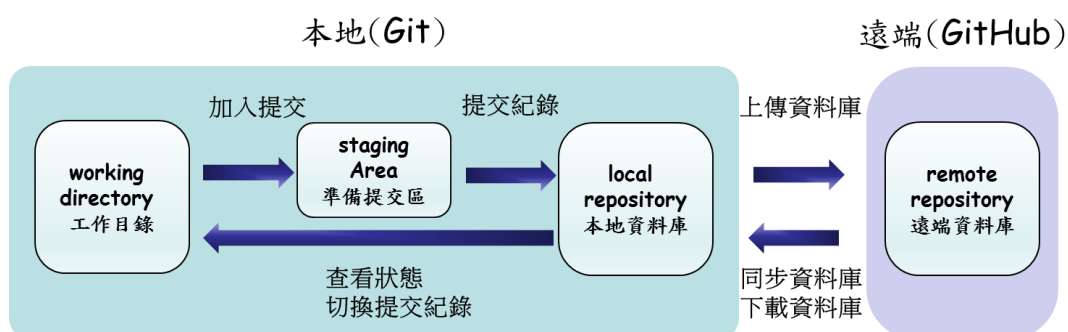 本地(Git)
遠端(GitHub)
加入提交
提交紀錄
上傳資料庫
working
directory
工作目錄
staging
Area
準備提交區
local
repository
本地資料庫
remote
repository
遠端資料庫
查看狀態
切換提交紀錄
同步資料庫
下載資料庫